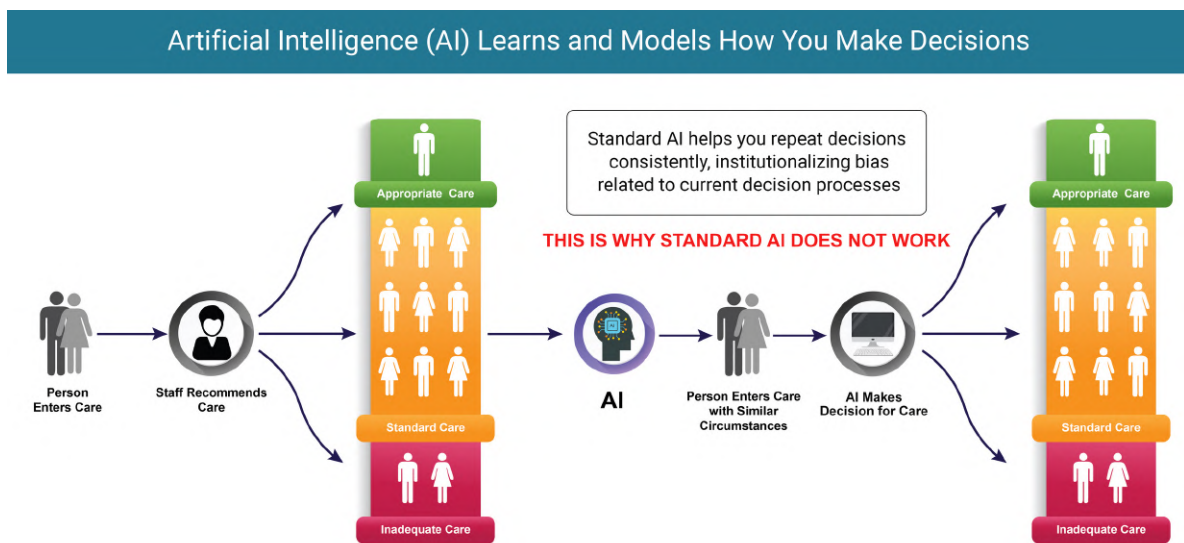 Artificial Intelligence (AI) Learns and Models How You Make Decisions
Standard AI helps you repeat decisions
consistently, institutionalizing bias
related to current decision processes
THIS IS WHY STANDARD AI DOES NOT WORK
Person
Enters Care
Staff Recommends
Care
Appropriate Care
Standard Care
Inadequate Care
AI
AI
Person Enters Care
with Similar
Circumstances
AI Makes
Decision for Care
Appropriate Care
Standard Care
Inadequate Care